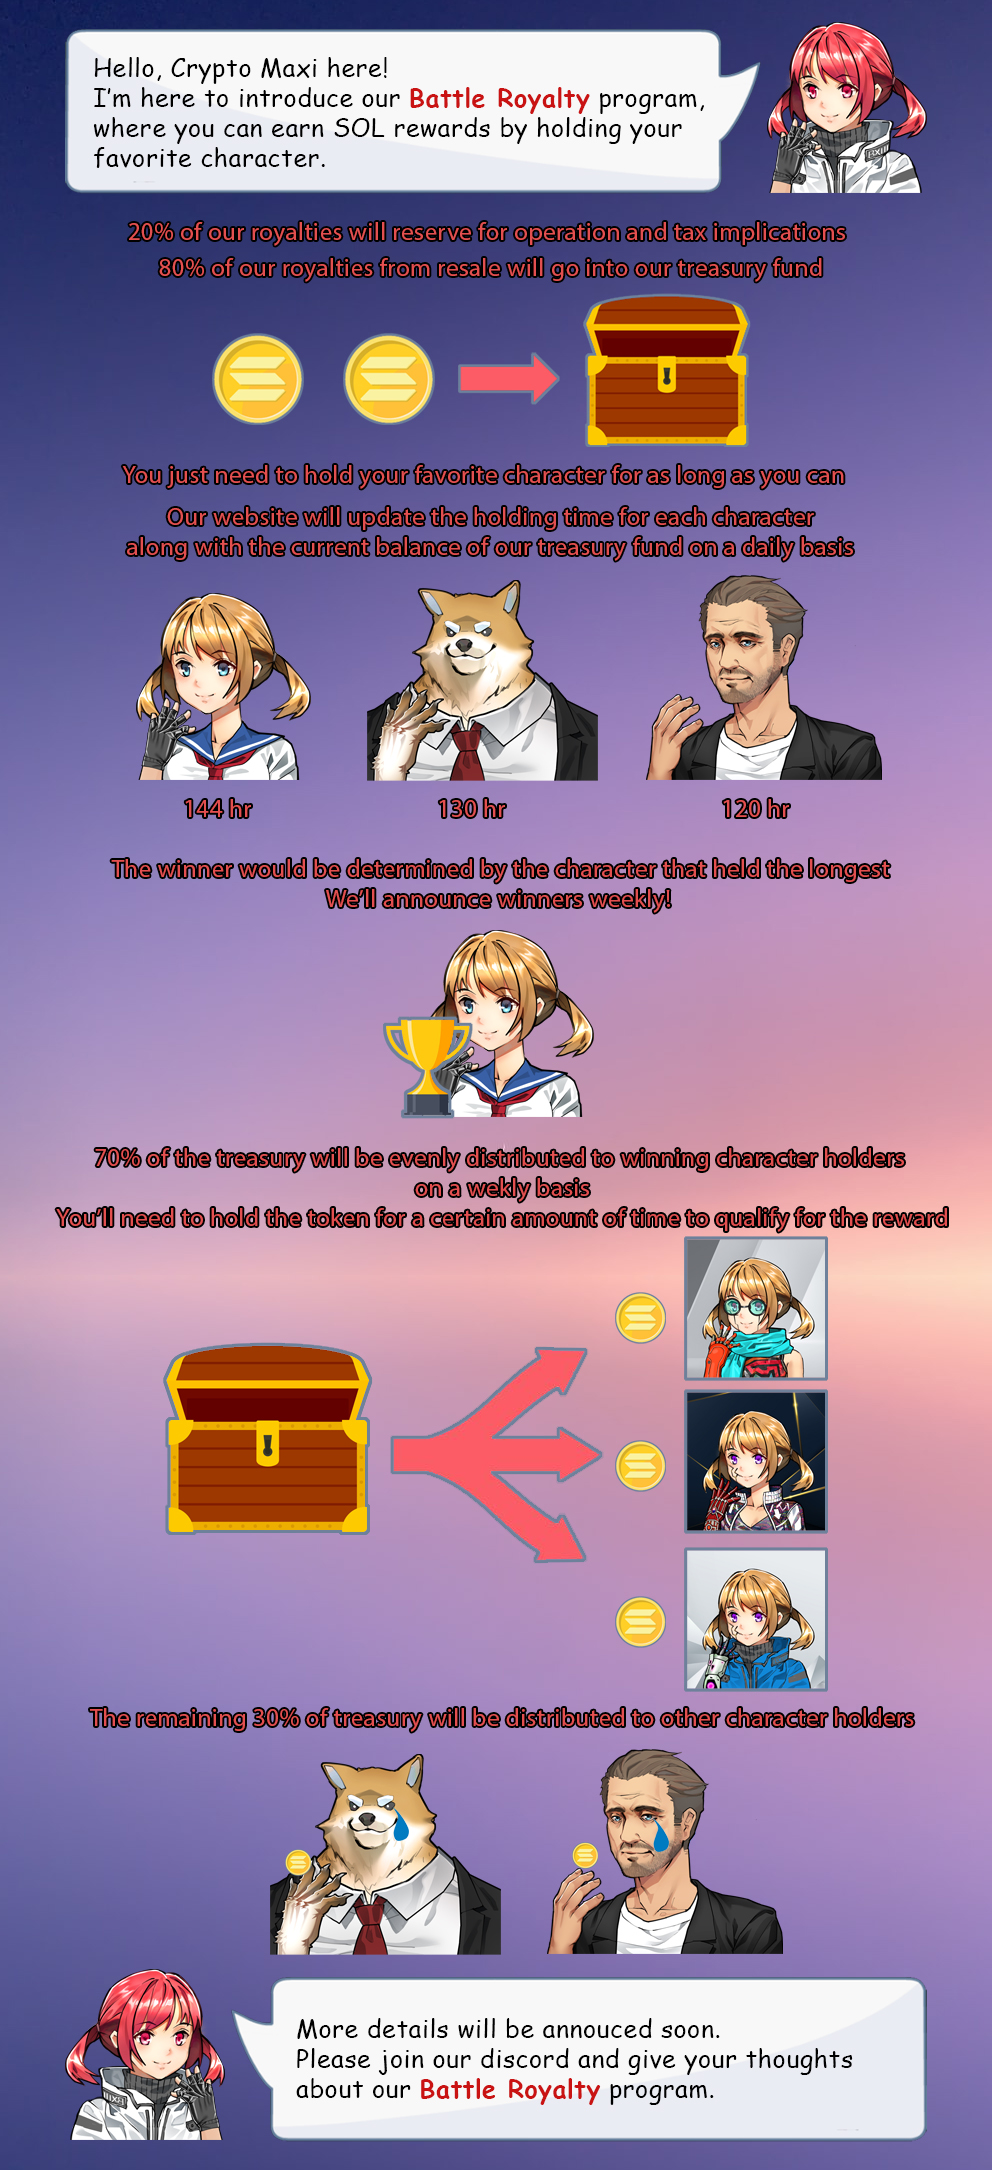 Hello, Crypto Maxi here!
I'm here to introduce our Battle Royalty program,
where you can earn SOL rewards by holding your
favorite character.
20% of our royalties will reserve for operation and tax implications
80% of our royalties from resale will go into our treasury fund
You just need to hold your favorite character for as long as you can
Our website will update the holding time for each character
along with the current balance of our treasury fund on a daily basis
144 hr
130 hr
120 hr
The winner would be determined by the character that held the longest
We'll announce winners weekly!
70% of the treasury will be evenly distributed to winning character holders
on a wekly basis
You'll need to hold the token for a certain amount of time to qualify for the reward
The remaining 30% of treasury will be distributed to other character holders
More details will be annouced soon.
Please join our discord and give your thoughts
about our Battle Royalty program.